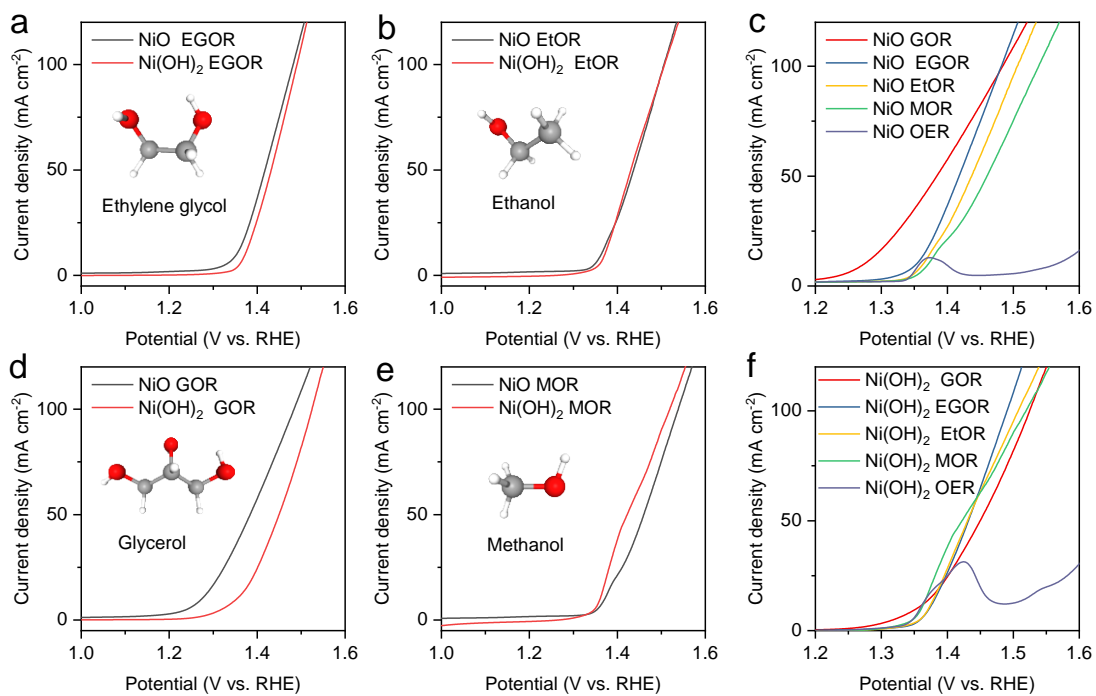 a
NiO EGOR
Ni(OH)2 EGOR
Ethylene glycol
Current density (mA cm-2)
100
50
0
1.0 1.2 1.4 1.6
Potential (V vs. RHE)
b
NiO EtOR
Ni(OH)2 EtOR
Ethanol
Current density (mA cm-2)
100
50
0
1.0 1.2 1.4 1.6
Potential (V vs. RHE)
c
NiO GOR
NiO EGOR
NiO EtOR
NiO MOR
NiO OER
Current density (mA cm-2)
100
50
0
1.2 1.3 1.4 1.5 1.6
Potential (V vs. RHE)
d
NiO GOR
Ni(OH)2 GOR
Glycerol
Current density (mA cm-2)
100
50
0
1.0 1.2 1.4 1.6
Potential (V vs. RHE)
e
NiO MOR
Ni(OH)2 MOR
Methanol
Current density (mA cm-2)
100
50
0
1.0 1.2 1.4 1.6
Potential (V vs. RHE)
f
Ni(OH)2 GOR
Ni(OH)2 EGOR
Ni(OH)2 EtOR
Ni(OH)2 MOR
Ni(OH)2 OER
Current density (mA cm-2)
100
50
0
1.2 1.3 1.4 1.5 1.6
Potential (V vs. RHE)